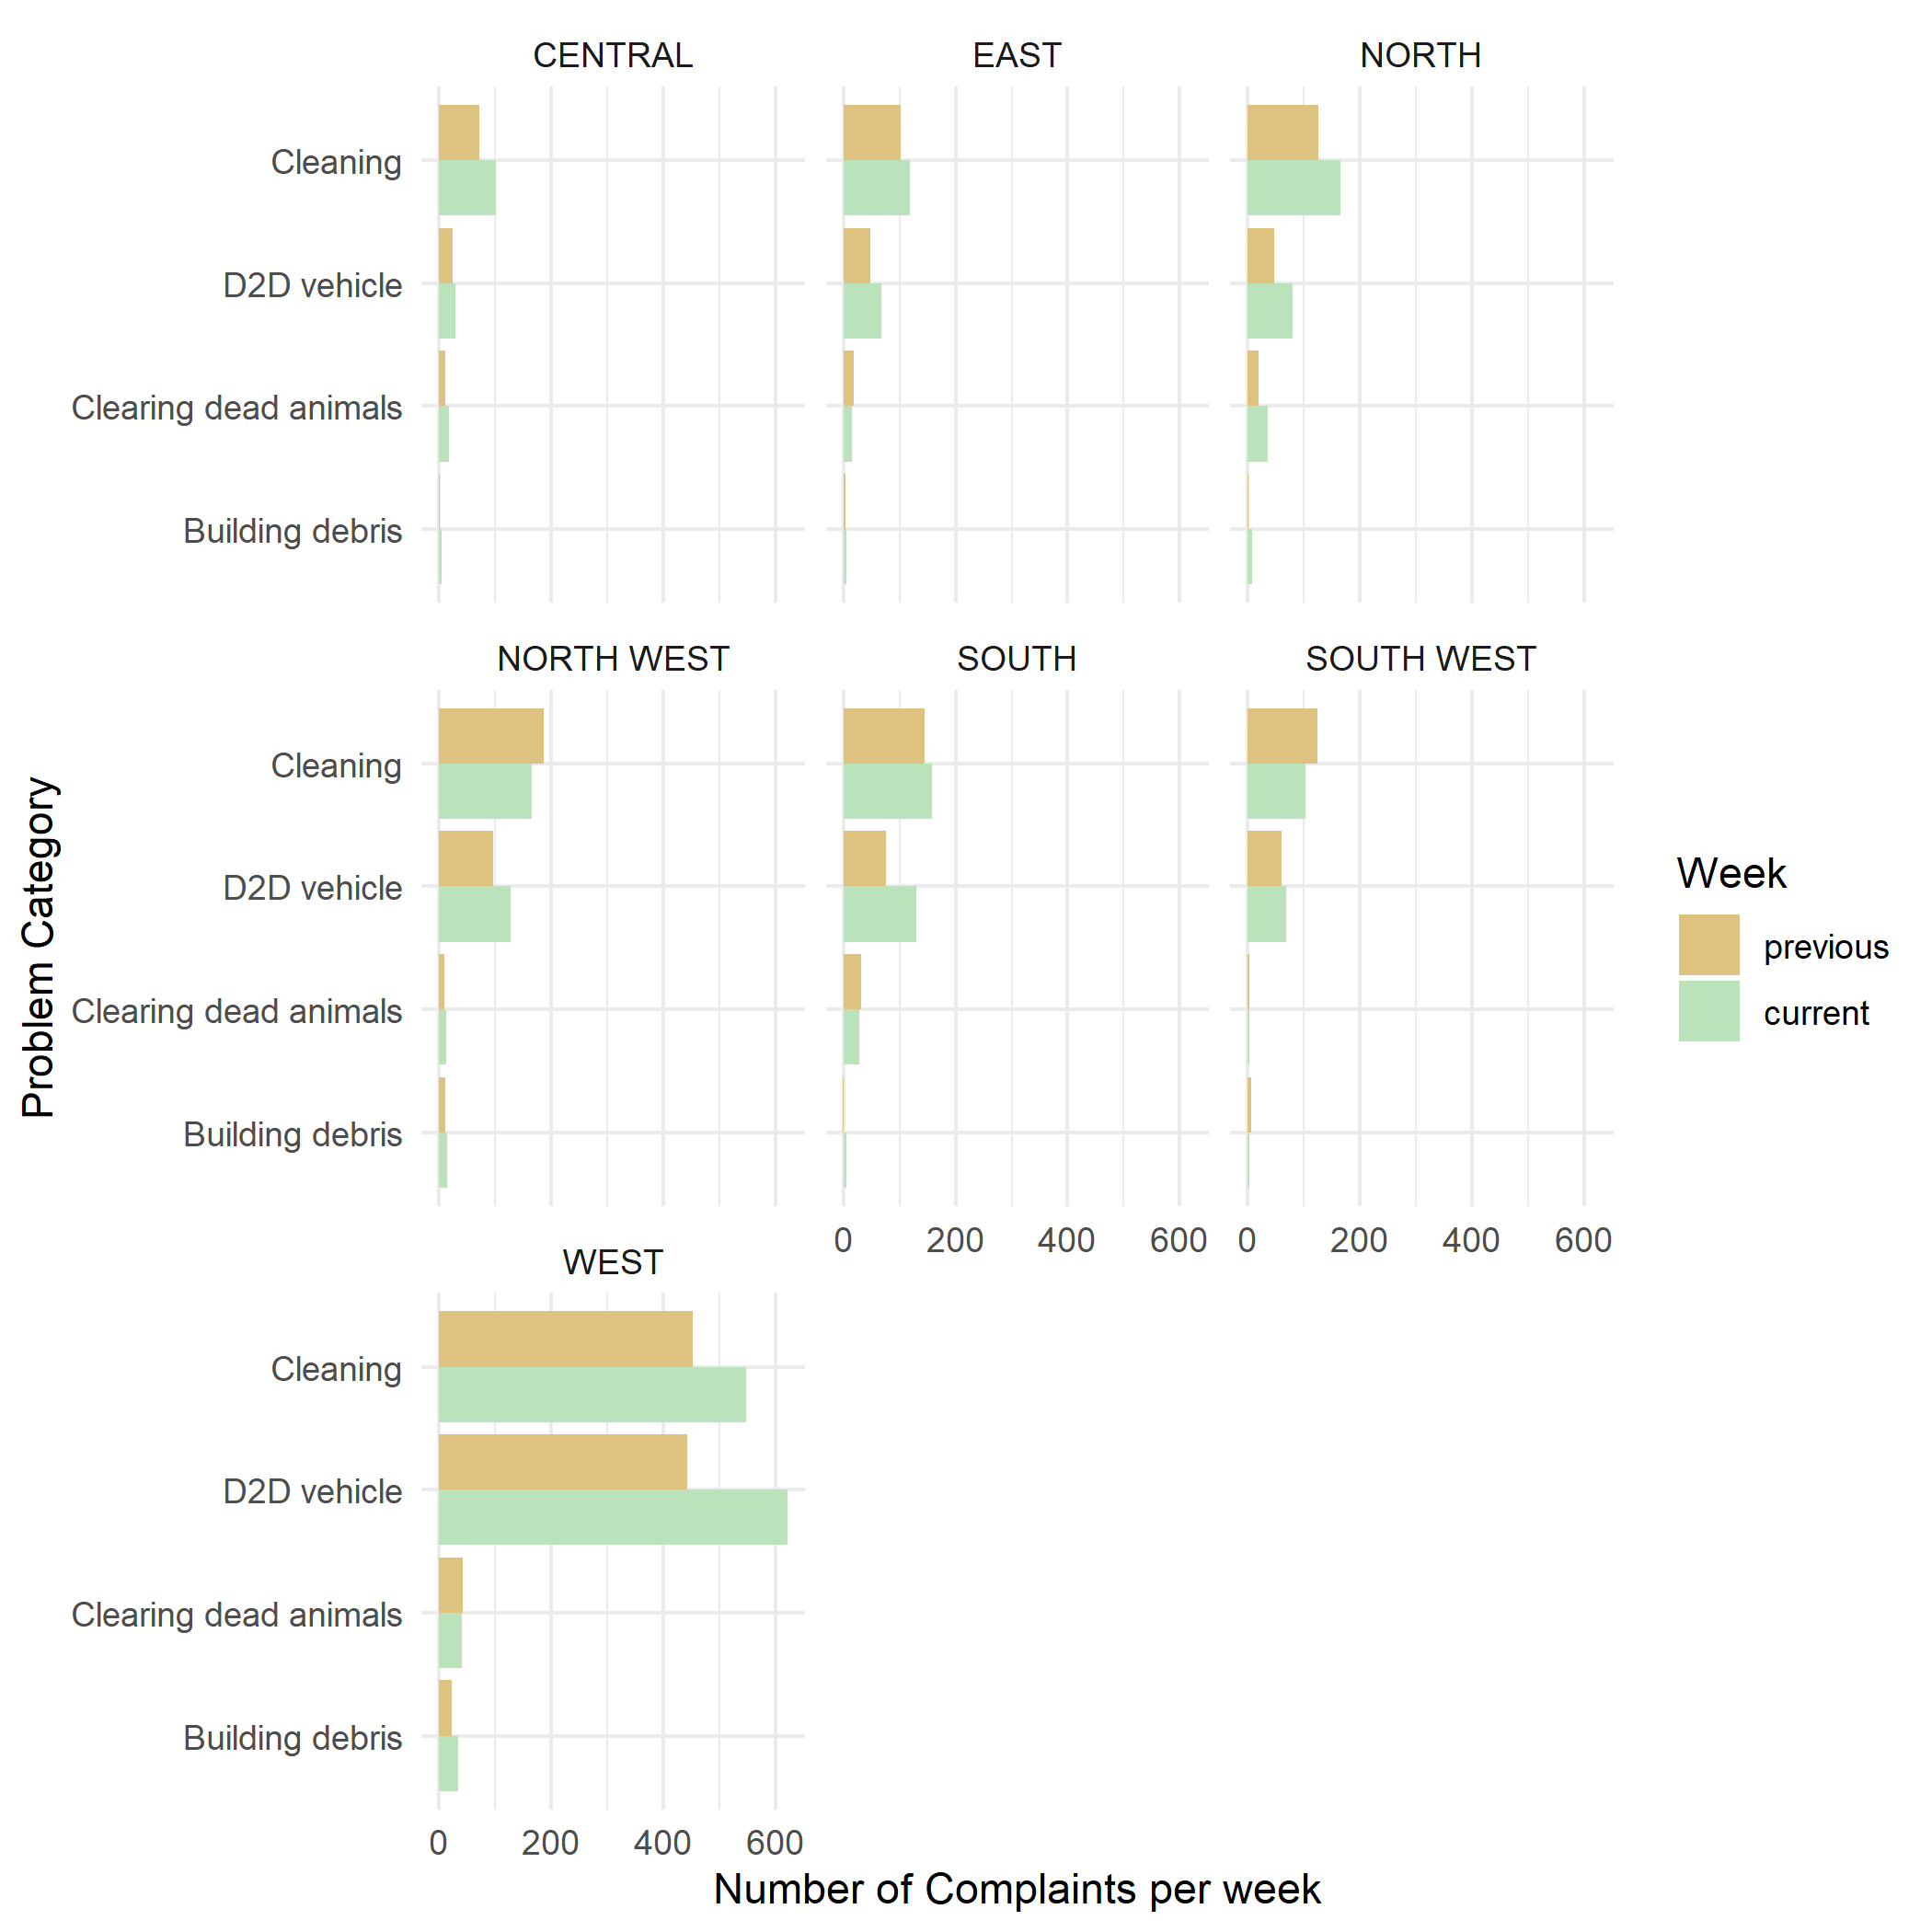 CENTRAL
EAST
NORTH
Cleaning
D2D vehicle
Clearing dead animals
Building debris
NORTH WEST
SOUTH
SOUTH WEST
Cleaning
D2D vehicle
Clearing dead animals
Building debris
0 200 400 600
0 200 400 600
WEST
Cleaning
D2D vehicle
Clearing dead animals
Building debris
0 200 400 600
Number of Complaints per week
Problem Category
Week
previous
current